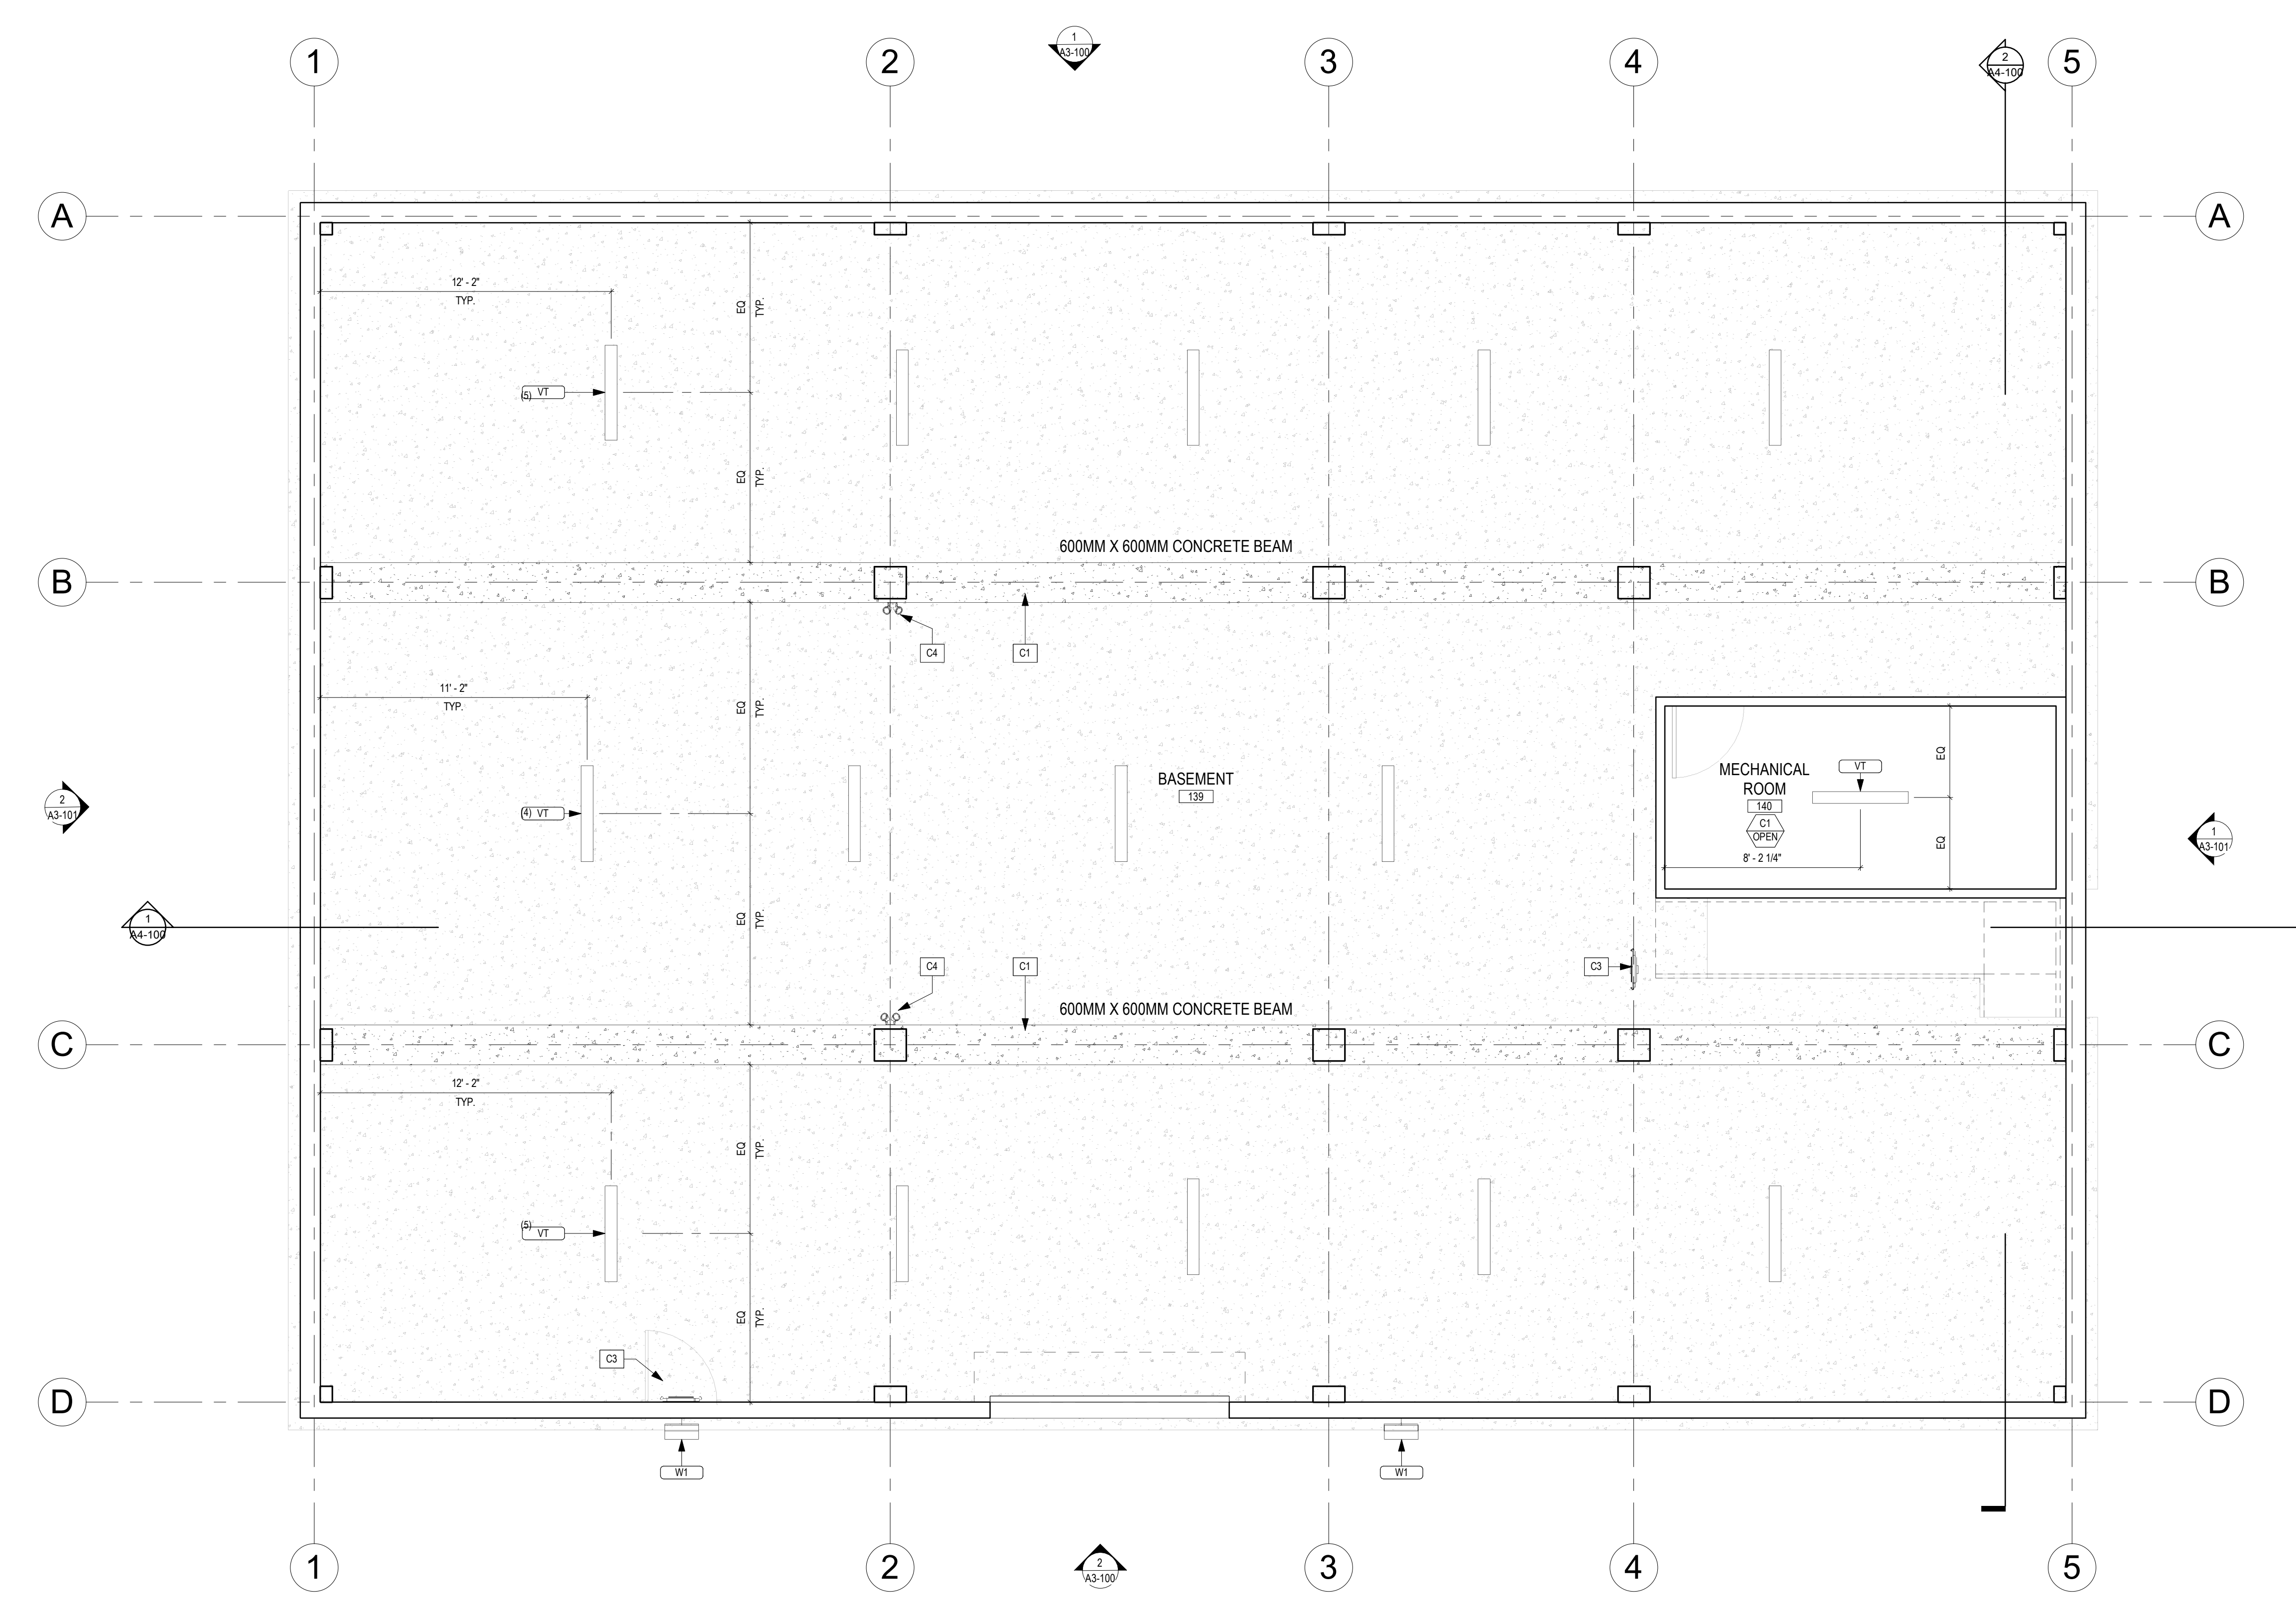 1
2
3
4
5
1
A3-100
2
A4-100
A
A
12' - 2"
TYP.
EQ
TYP.
(5) VT
EQ
TYP.
600MM X 600MM CONCRETE BEAM
B
B
C4
C1
11' - 2"
TYP.
EQ
TYP.
BASEMENT
139
MECHANICAL
ROOM
140
C1
OPEN
VT
EQ
EQ
8' - 2 1/4"
2
A3-101
(4) VT
1
A3-101
1
A4-100
EQ
TYP.
C4
C1
C3
600MM X 600MM CONCRETE BEAM
C
C
12' - 2"
TYP.
EQ
TYP.
(5)
VT
EQ
TYP.
C3
D
D
W1
W1
1
2
3
4
5
2
A3-100